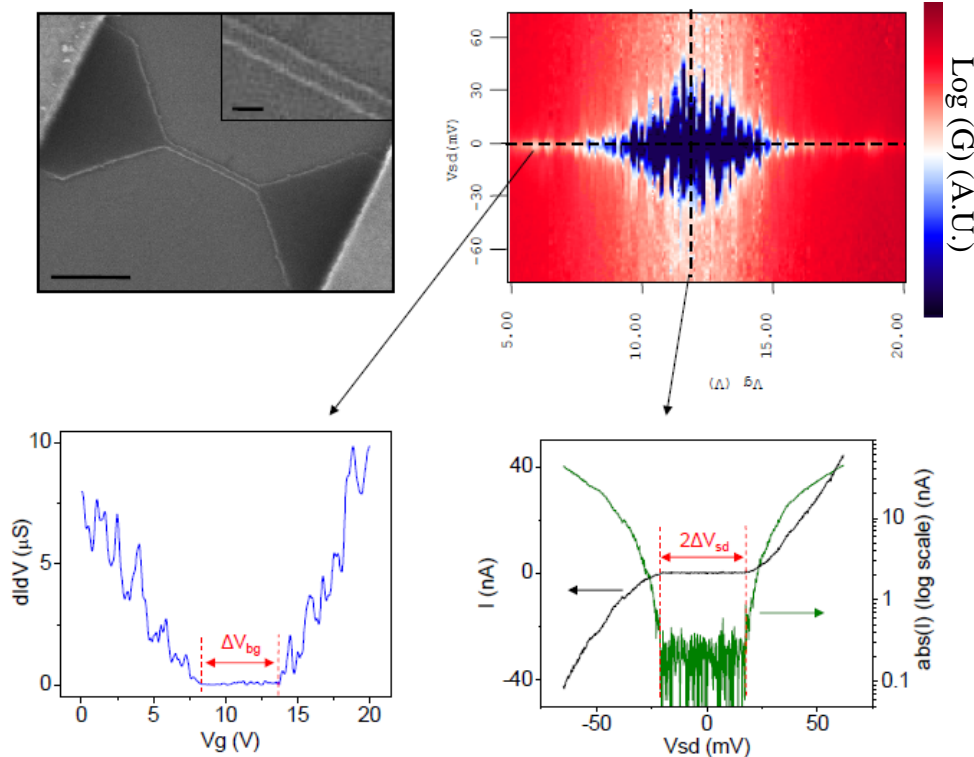 60
30
0
-30
-60
Vsd(mV)
5.00
10.00
15.00
20.00
Vg (V)
Log (G) (A.U.)
10
5
0
dIdV (μS)
ΔVbg
0
5
10
15
20
Vg (V)
40
0
-40
I (nA)
2ΔVsd
10
1
0.1
abs(I) (log scale) (nA)
-50
0
50
Vsd (mV)